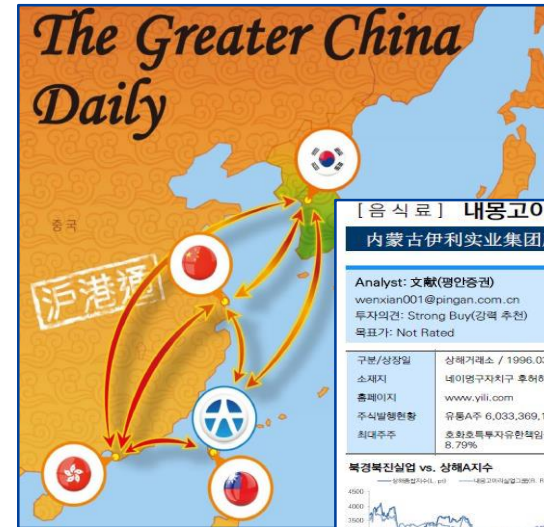 The Greater China
Daily
중국
沪港通
[음식료] 내몽고이
内蒙古伊利实业集团
Analyst: 文献(평안증권)
wenxian001@pingan.com.cn
투자의견: Strong Buy(강력 추천)
목표가: Not Rated
구분/상장일 상해거래소 / 1996.03
소재지 네이멍구자치구 후허하
홈페이지 www.yili.com
주식발행현황 유통A주 6,033,369,1
최대주주 호화호특투자유한책임
8.79%
북경북진실업 vs. 상해A지수
4500
4000
3500